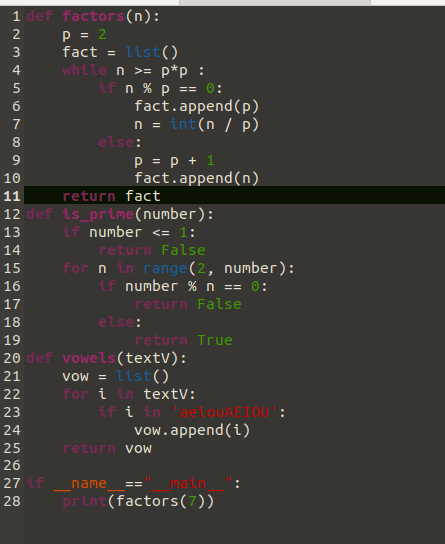 1 def factors(n):
2     p = 2
3     fact = list()
4     while n >= p*p :
5         if n % p == 0:
6             fact.append(p)
7             n = int(n / p)
8         else:
9             p = p + 1
10             fact.append(n)
11     return fact
12 def is_prime(number):
13     if number <= 1:
14         return False
15     for n in range(2, number):
16         if number % n == 0:
17             return False
18         else:
19             return True
20 def vowels(textV):
21     vow = list()
22     for i in textV:
23         if i in 'aeiouAEIOU':
24             vow.append(i)
25     return vow
26
27 if __name__=="__main__":
28     print(factors(7))